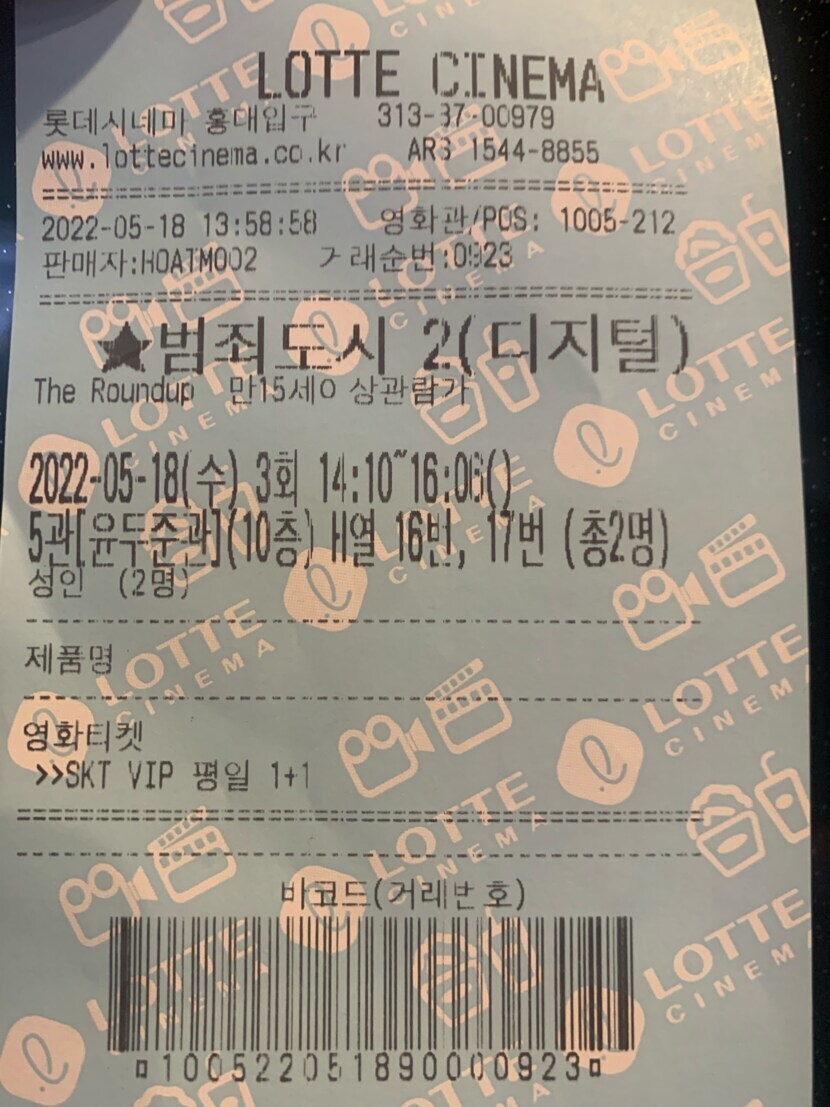 LOTTE CINEMA
롯데시네마 홍대입구 313-87-00979
www.lottecinema.co.kr ARS 1544-8855
2022-05-18 13:58:58 영화관/POS: 1005-212
판매자:HOATM002 거래순번:0923
★범죄도시 2(디지털)
The Roundup 만15세이상관람가
2022-05-18(수) 3회 14:10~16:06()
5관[윤두준관](10층) H열 16번, 17번 (총2명)
성인 (2명)
제품명
영화티켓
>>SKT VIP 평일 1+1
바코드(거래번호)
100522051890000923